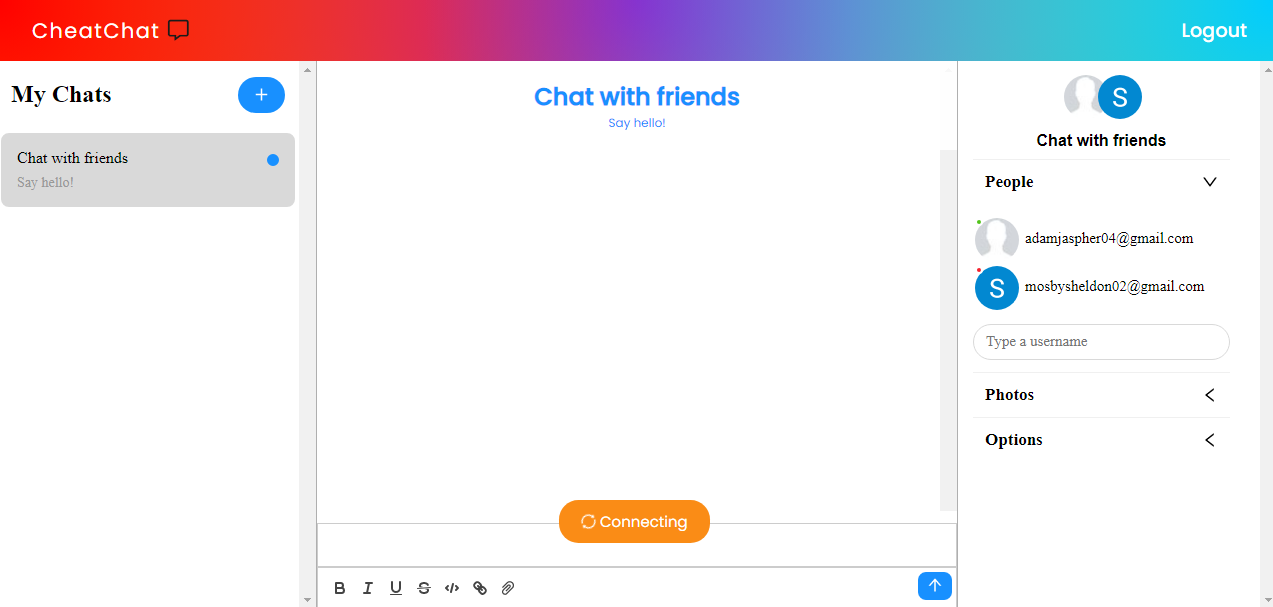 CheatChat
Logout
My Chats
+
Chat with friends
Say hello!
Chat with friends
Say hello!
Connecting
B I U S </>
S
Chat with friends
People
adamjaspher04@gmail.com
S
mosbysheldon02@gmail.com
Type a username
Photos
Options